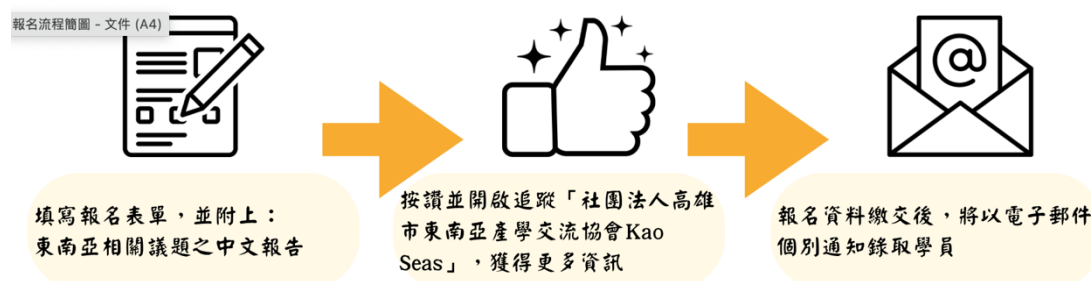 報名流程簡圖 - 文件 (A4)
填寫報名表單，並附上：
東南亞相關議題之中文報告
按讚並開啟追蹤「社團法人高雄
市東南亞產學交流協會Kao
Seas」，獲得更多資訊
報名資料繳交後，將以電子郵件
個別通知錄取學員